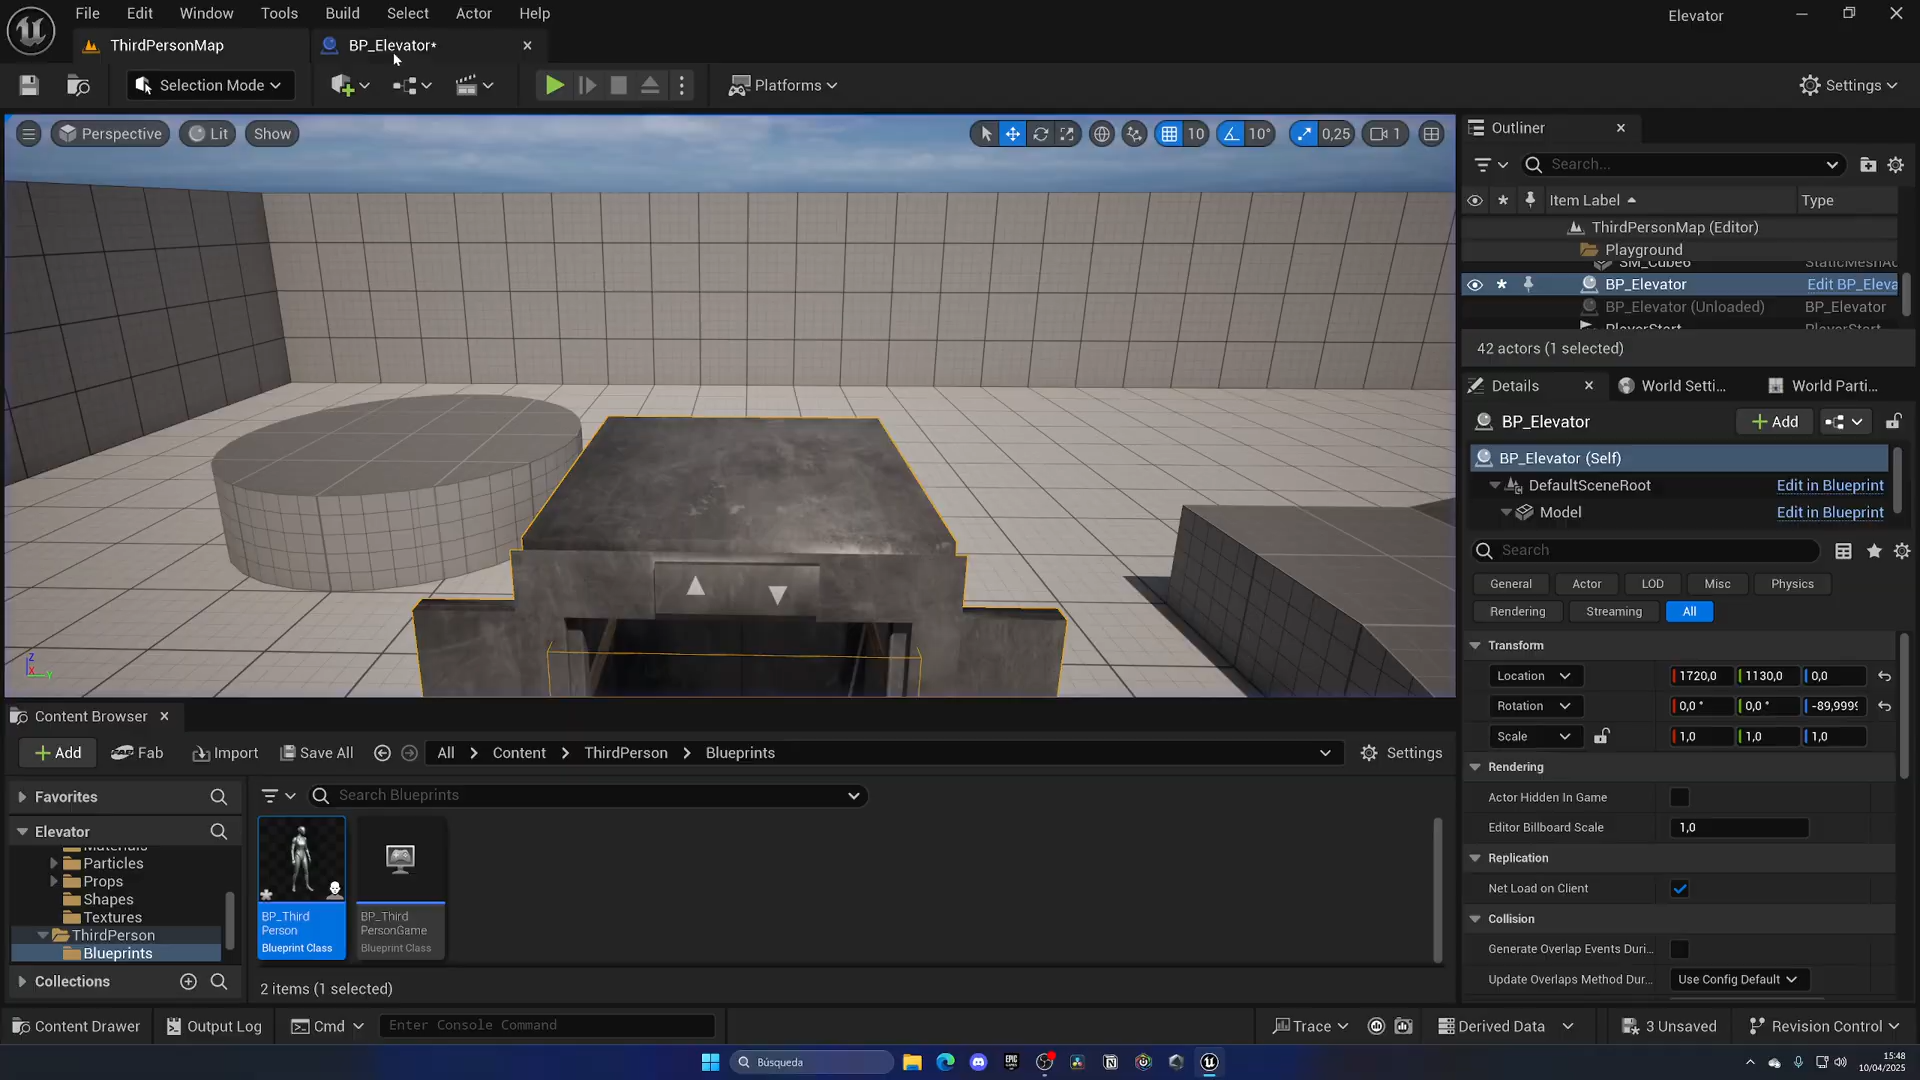 File Edit Window Tools Build Select Actor Help
Elevator
ThirdPersonMap
BP_Elevator*
Selection Mode
Platforms
Settings
Perspective
Lit
Show
10
10°
0,25
1
Outliner
Search...
Item Label
Type
ThirdPersonMap (Editor)
Playground
SM_Cube6
BP_Elevator
Edit BP_Eleva
BP_Elevator (Unloaded)
BP_Elevator
42 actors (1 selected)
Details
World Setti...
World Parti...
BP_Elevator
Add
BP_Elevator (Self)
DefaultSceneRoot
Edit in Blueprint
Model
Edit in Blueprint
Search
General
Actor
LOD
Misc
Physics
Rendering
Streaming
All
Transform
Location
1720,0
1130,0
0,0
Rotation
0,0 °
0,0 °
-89,999
Scale
1,0
1,0
1,0
Rendering
Actor Hidden In Game
Editor Billboard Scale
1,0
Replication
Net Load on Client
Collision
Generate Overlap Events Duri...
Update Overlaps Method Dur...
Use Config Default
Content Browser
Add
Fab
Import
Save All
All
Content
ThirdPerson
Blueprints
Settings
Favorites
Search Blueprints
Elevator
Materials
Particles
Props
Shapes
Textures
ThirdPerson
Blueprints
Collections
BP_Third
Person
Blueprint Class
BP_Third
PersonGame
Blueprint Class
2 items (1 selected)
Content Drawer
Output Log
Cmd
Enter Console Command
Trace
Derived Data
3 Unsaved
Revision Control
Búsqueda
15:48
10/04/2025